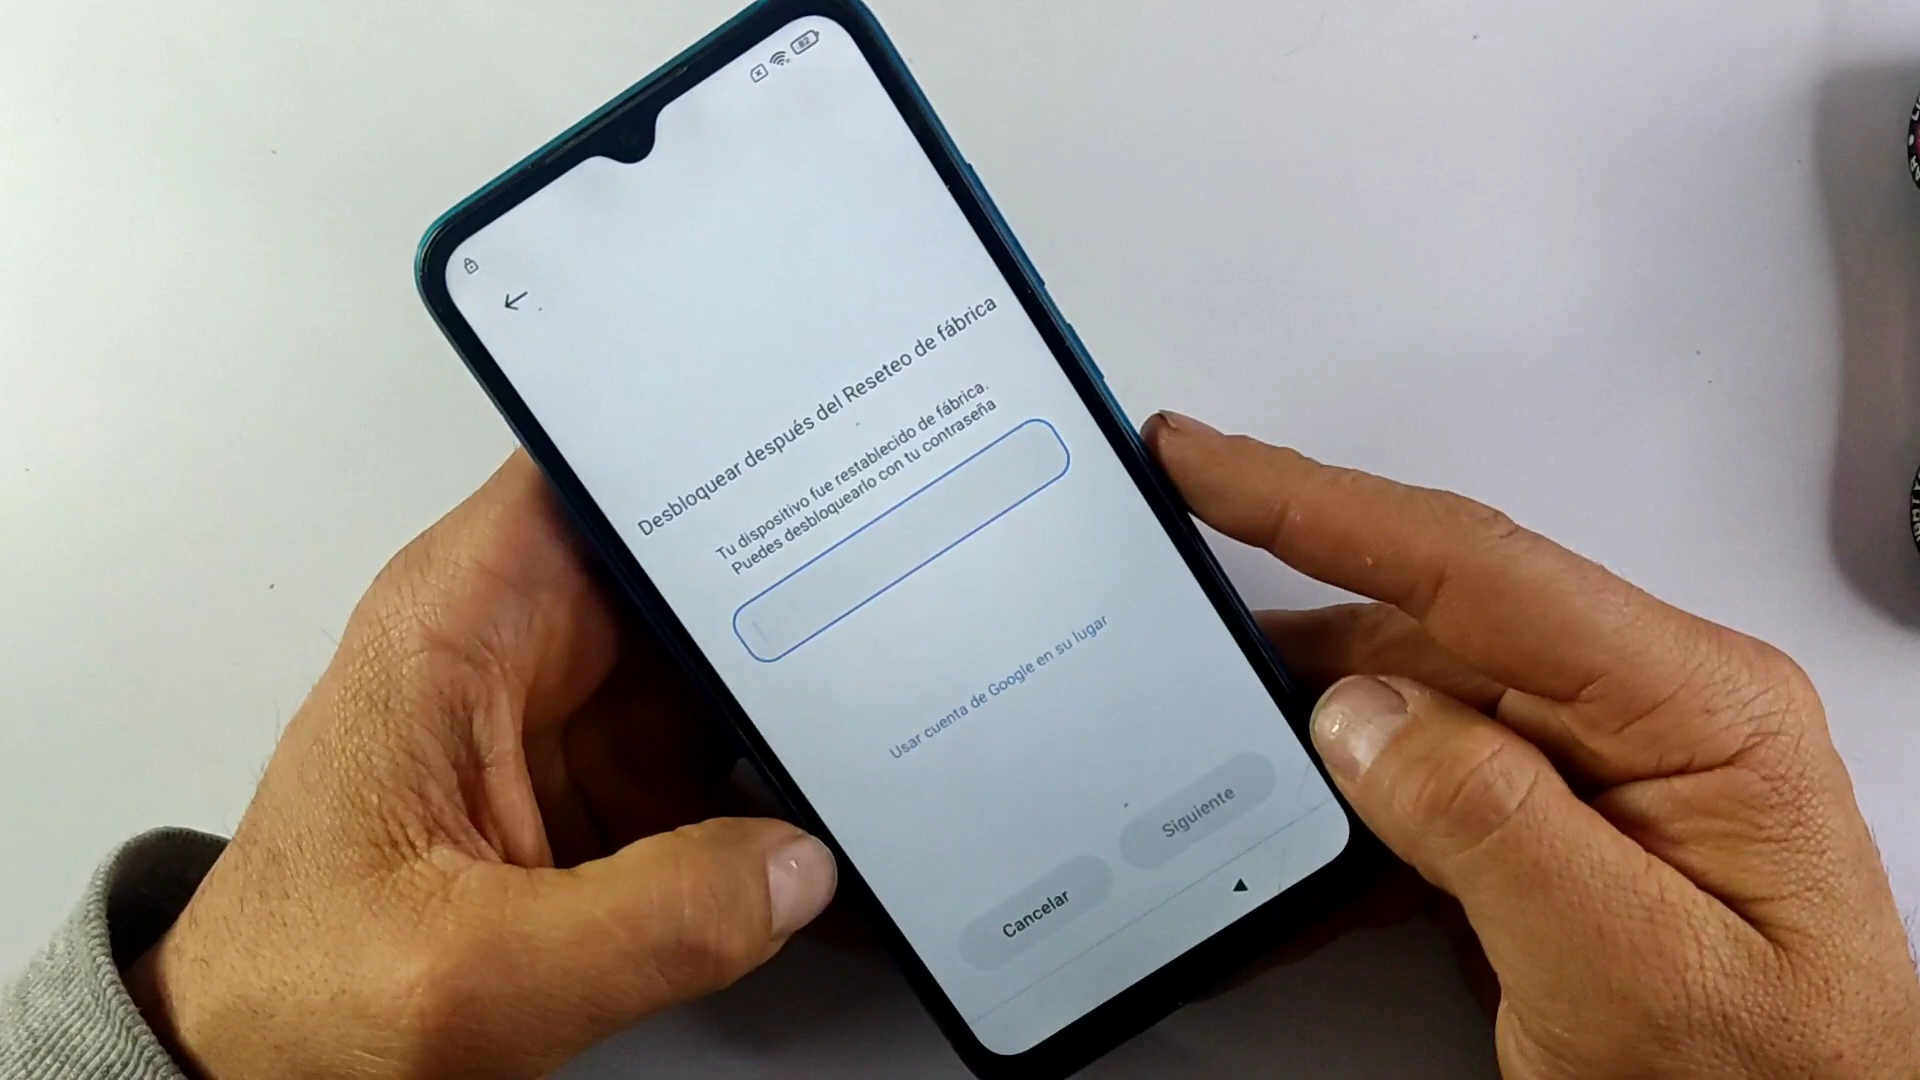 82
Desbloquear después del Reseteo de fábrica
Tu dispositivo fue restablecido de fábrica.
Puedes desbloquearlo con tu contraseña
Usar cuenta de Google en su lugar
Cancelar
Siguiente